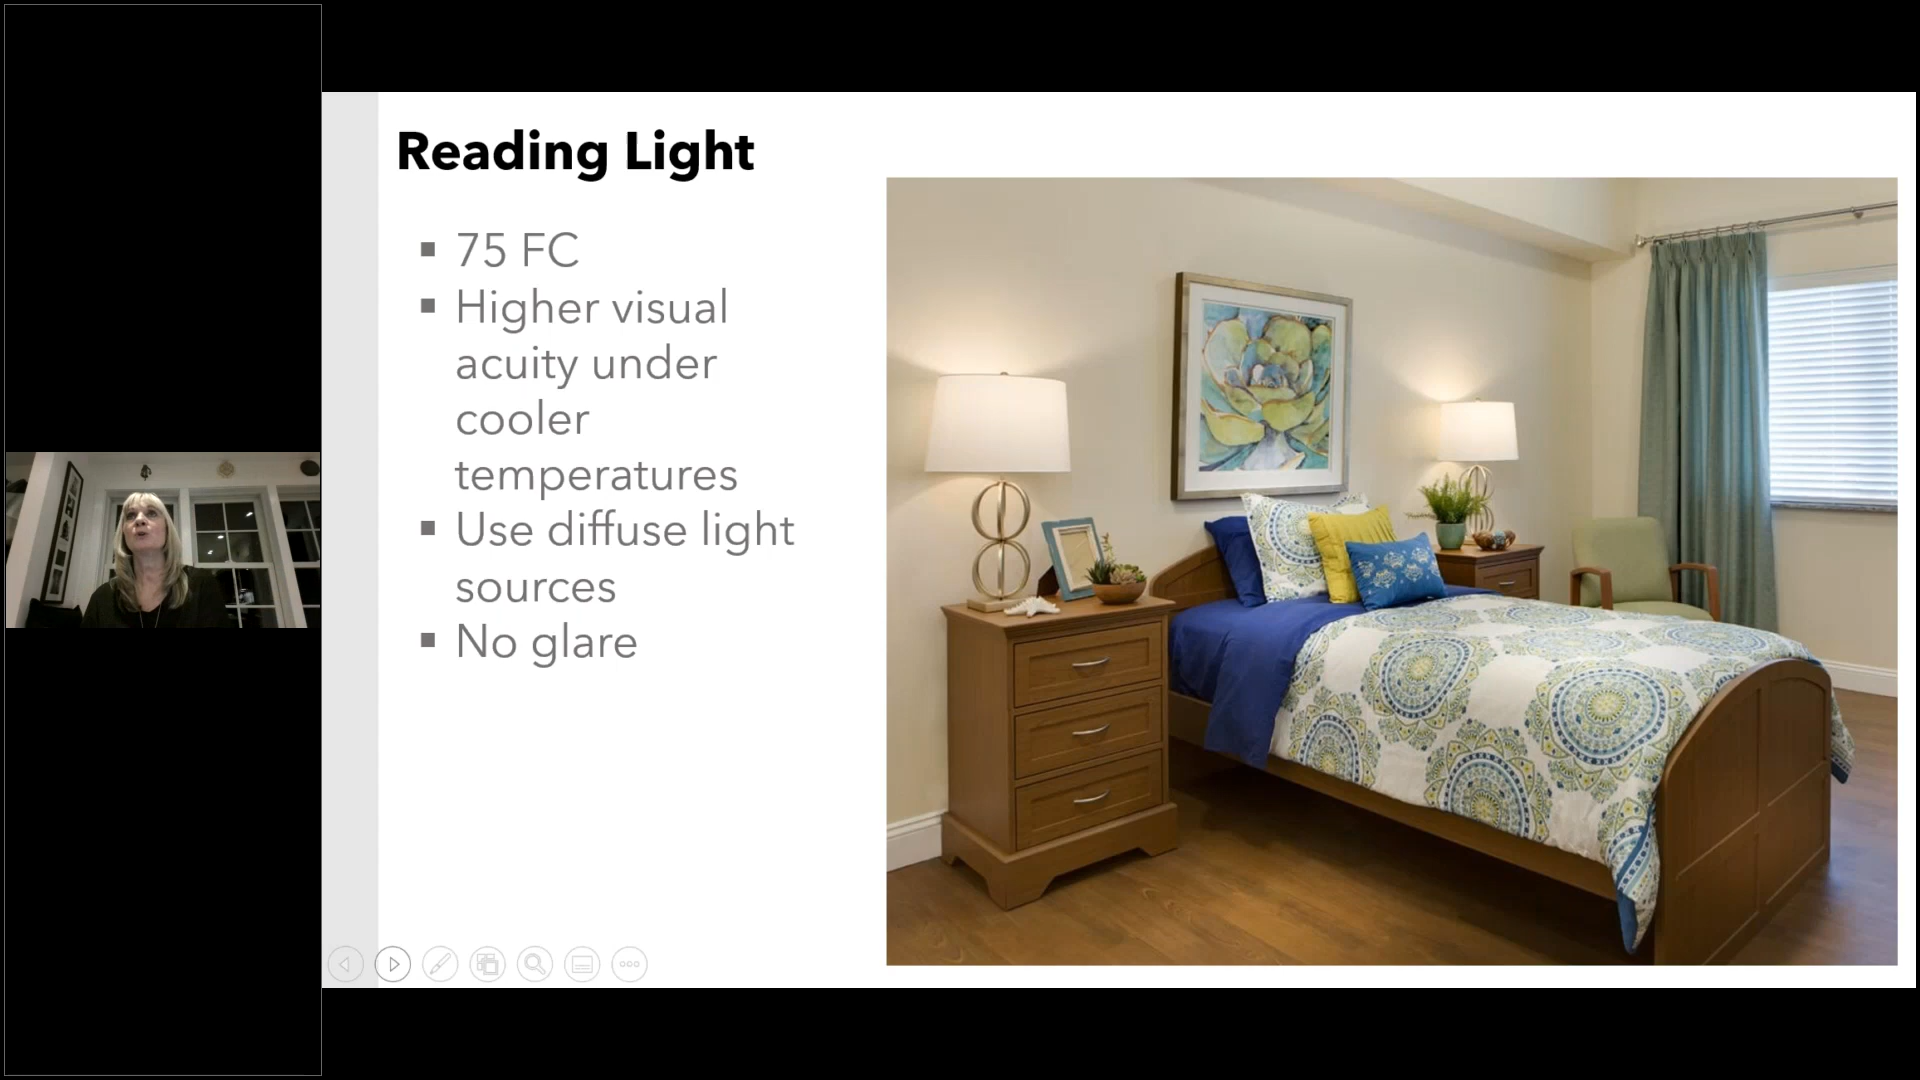 Reading Light
▪ 75 FC
▪ Higher visual
acuity under
cooler
temperatures
▪ Use diffuse light
sources
▪ No glare